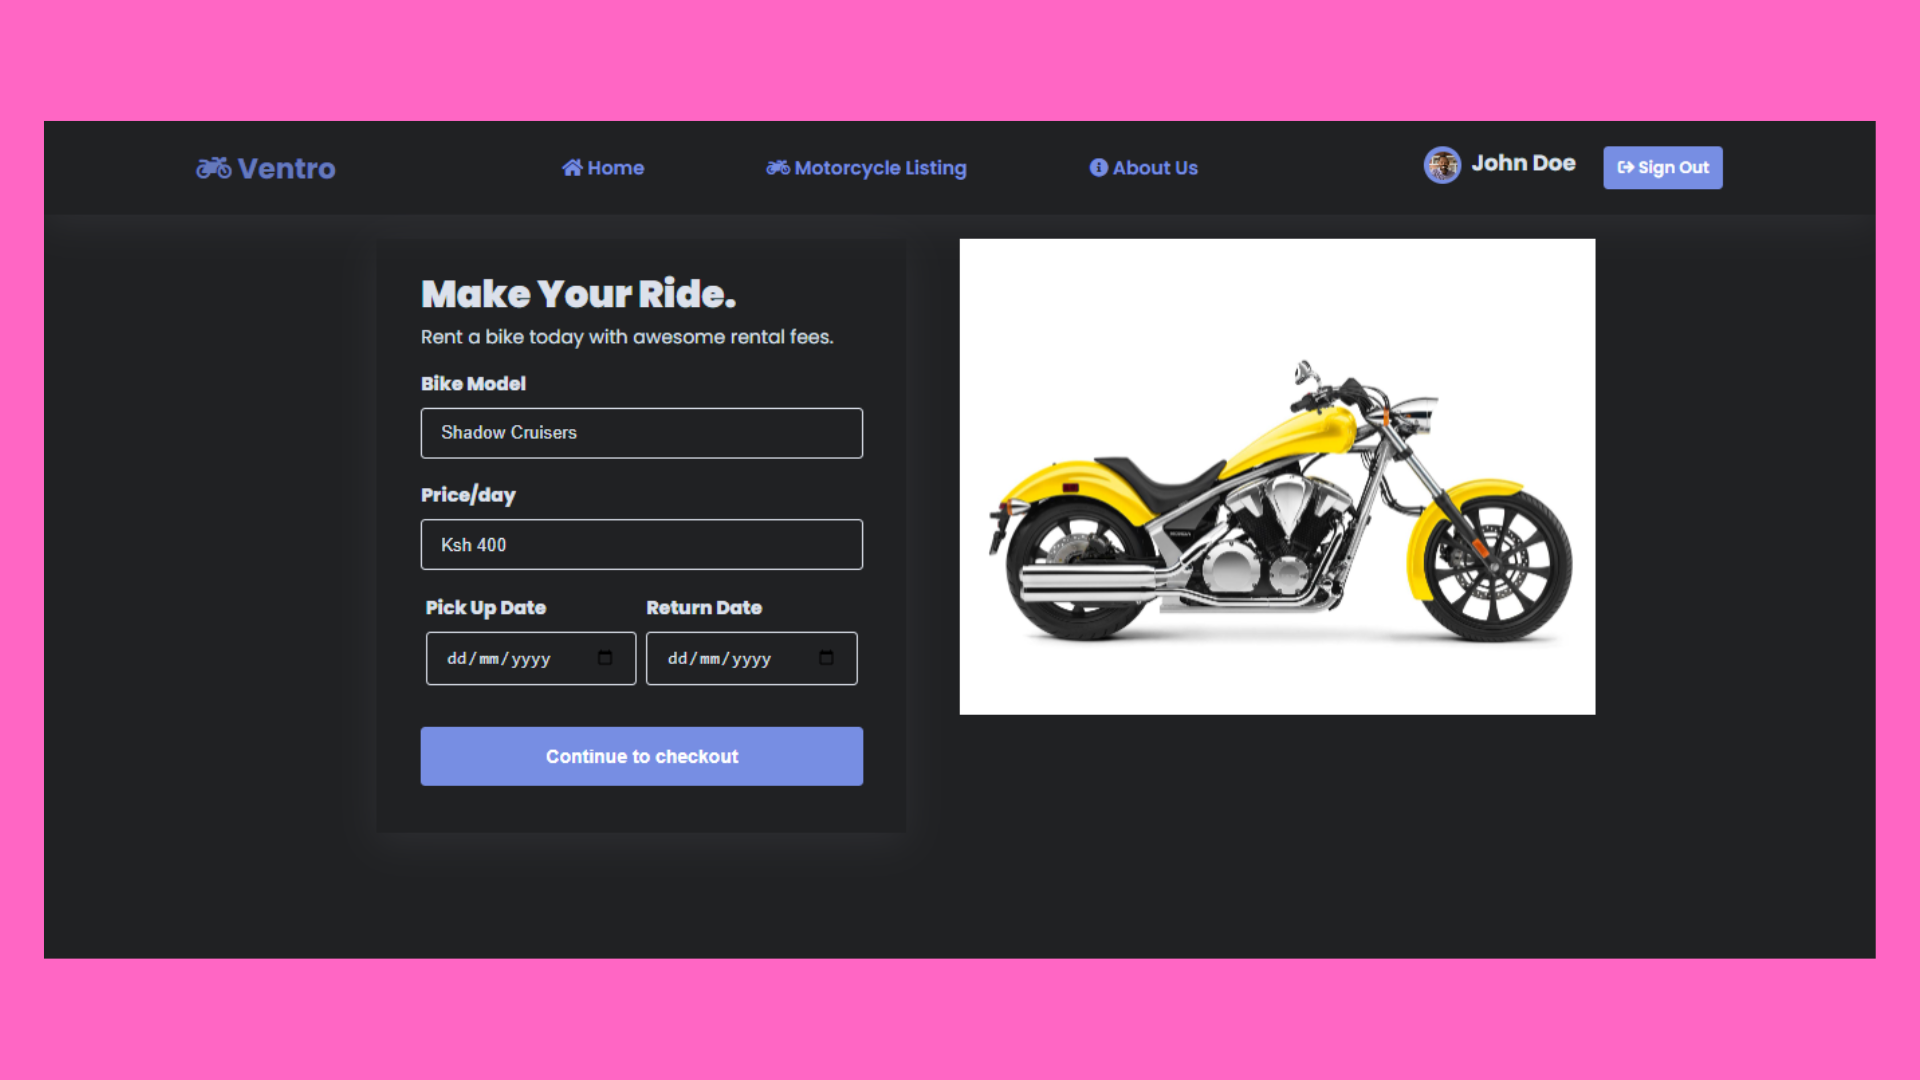 Ventro
Home
Motorcycle Listing
About Us
John Doe
Sign Out
Make Your Ride.
Rent a bike today with awesome rental fees.
Bike Model
Shadow Cruisers
Price/day
Ksh 400
Pick Up Date
Return Date
dd/mm/yyyy
dd/mm/yyyy
Continue to checkout